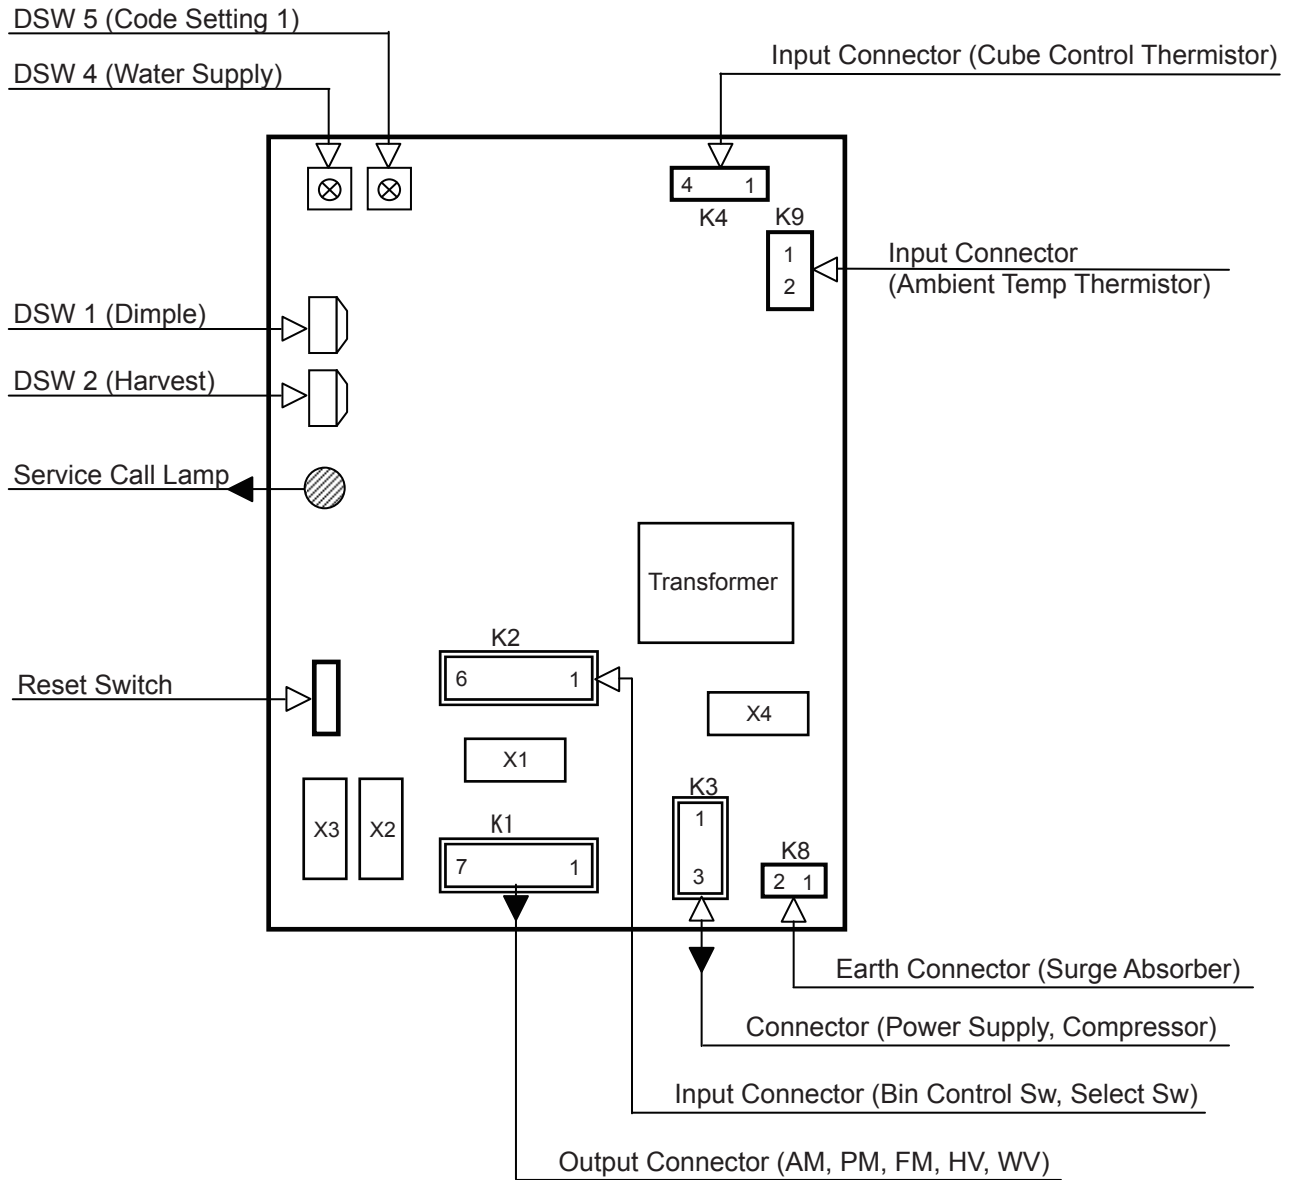 DSW 5 (Code Setting 1)
Input Connector (Cube Control Thermistor)
DSW 4 (Water Supply)
4 1
K4
K9
1
2
Input Connector
(Ambient Temp Thermistor)
DSW 1 (Dimple)
DSW 2 (Harvest)
Service Call Lamp
Transformer
K2
6 1
Reset Switch
X4
X1
K3
1
3
X3
X2
K1
7 1
K8
2 1
Earth Connector (Surge Absorber)
Connector (Power Supply, Compressor)
Input Connector (Bin Control Sw, Select Sw)
Output Connector (AM, PM, FM, HV, WV)